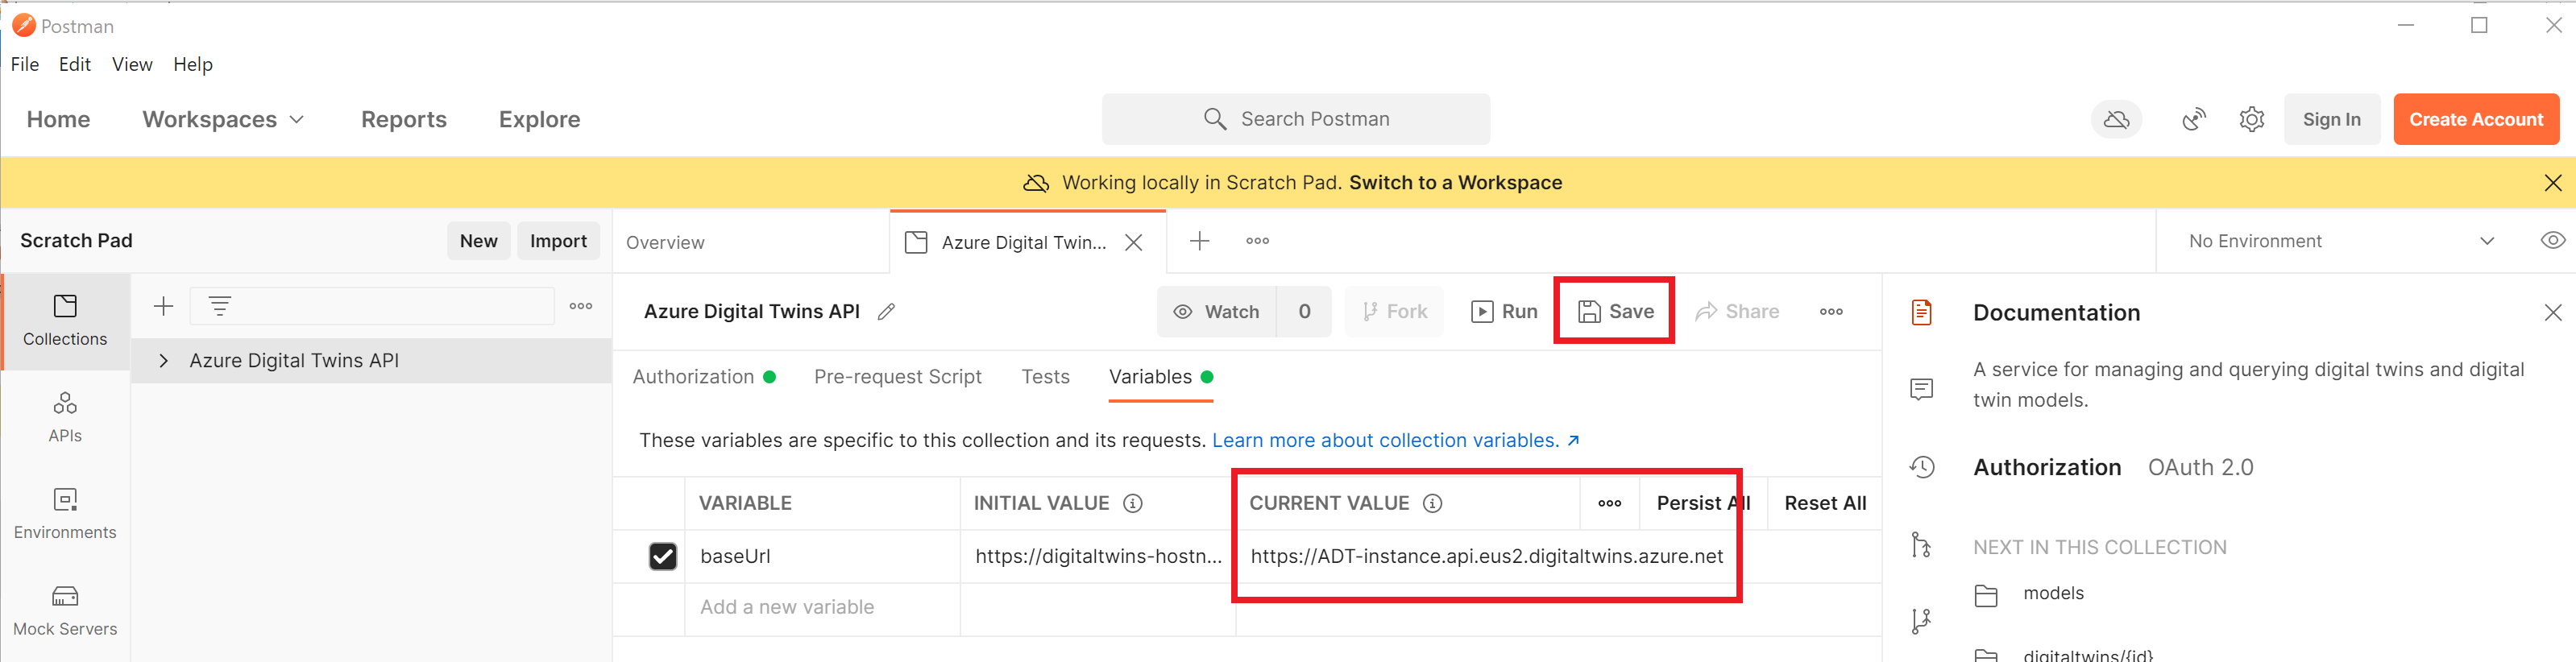 Postman
File Edit View Help
Home Workspaces Reports Explore Search Postman Sign In Create Account
Working locally in Scratch Pad. Switch to a Workspace
Scratch Pad New Import Overview Azure Digital Twin... No Environment
Collections
APIs
Environments
Mock Servers
Azure Digital Twins API
Azure Digital Twins API Watch 0 Fork Run Save Share
Authorization Pre-request Script Tests Variables
These variables are specific to this collection and its requests. Learn more about collection variables. ↗
VARIABLE INITIAL VALUE CURRENT VALUE Persist All Reset All
baseUrl https://digitaltwins-hostn... https://ADT-instance.api.eus2.digitaltwins.azure.net
Add a new variable
Documentation
A service for managing and querying digital twins and digital
twin models.
Authorization OAuth 2.0
NEXT IN THIS COLLECTION
models
digitaltwins/{id}